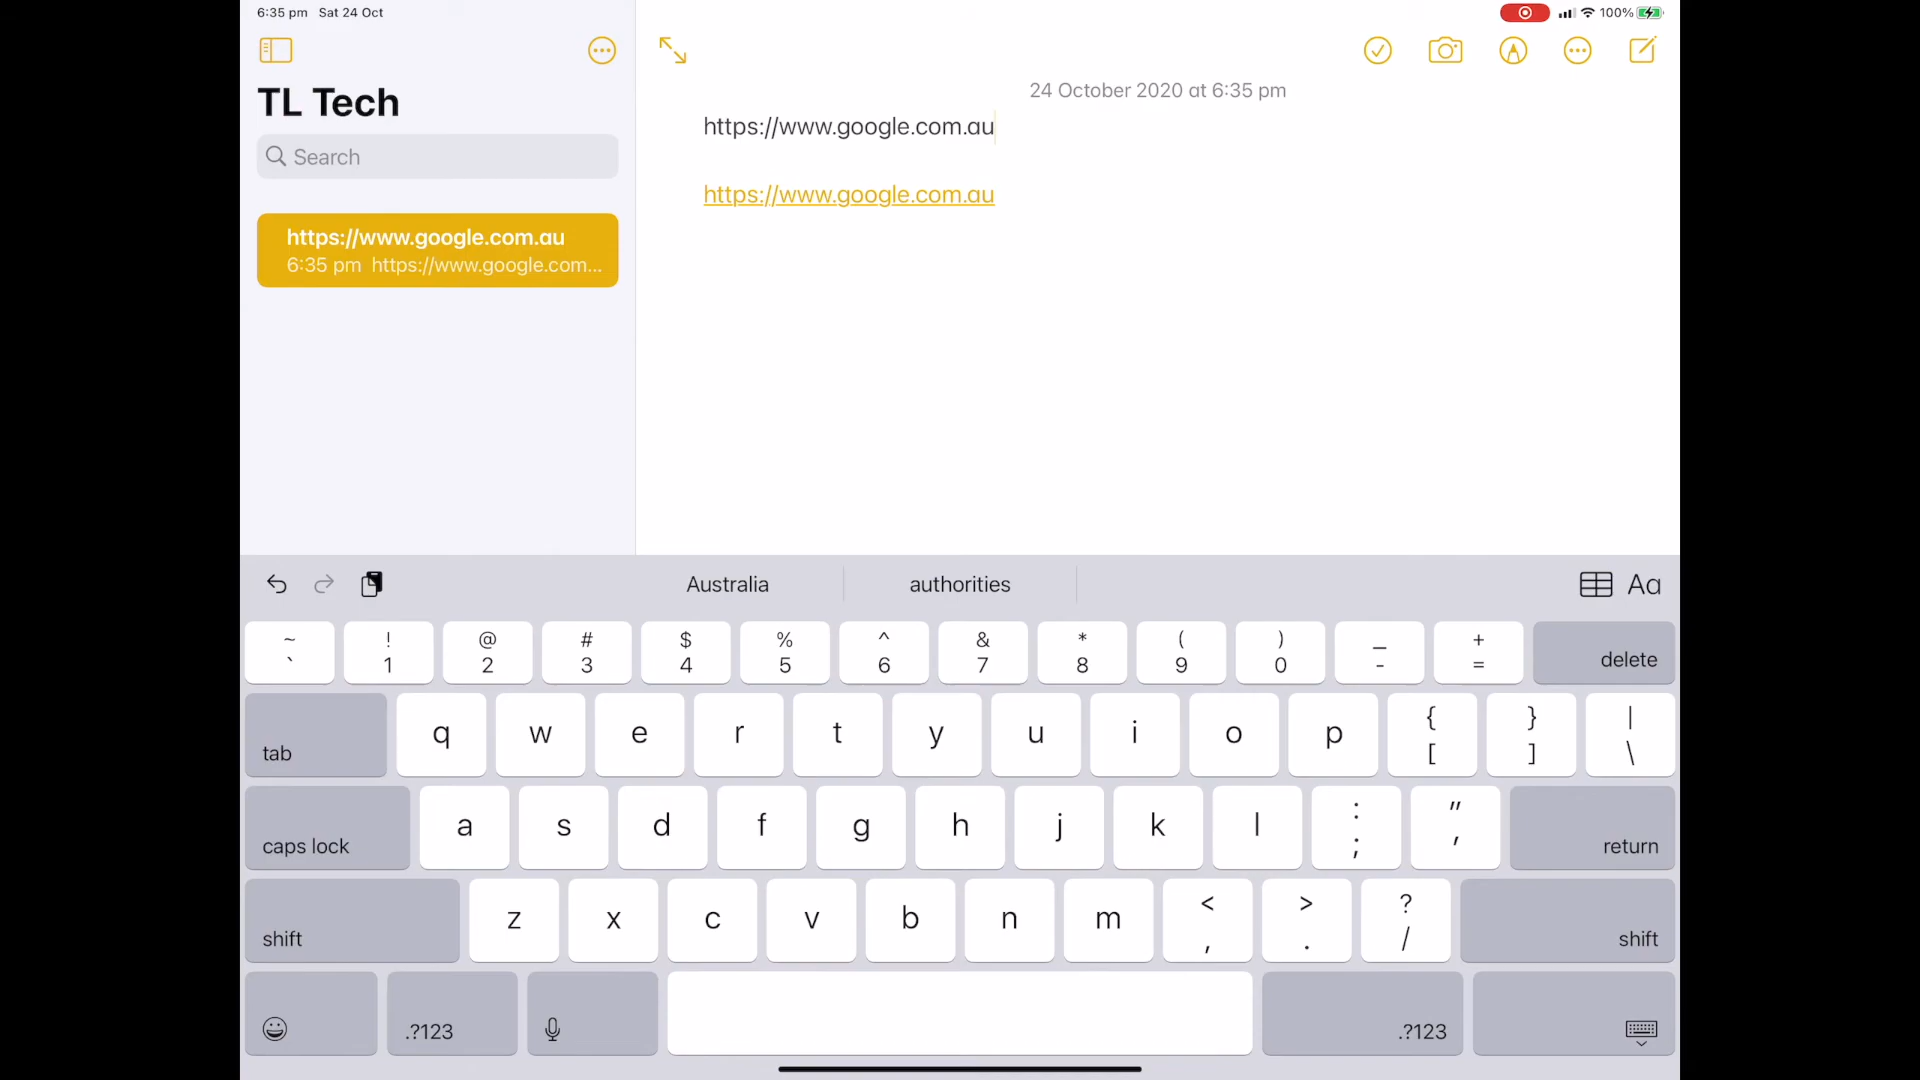 6:35 pm Sat 24 Oct
100%
TL Tech
Search
https://www.google.com.au
6:35 pm https://www.google.com...
24 October 2020 at 6:35 pm
https://www.google.com.au
https://www.google.com.au
Australia authorities
Aa
~ ! @ # $ % ^ & * ( ) _ +
` 1 2 3 4 5 6 7 8 9 0 - = delete
tab q w e r t y u i o p { } |
[ ] \
caps lock a s d f g h j k l : "
; ' return
shift z x c v b n m < > ?
, . / shift
.?123 .?123